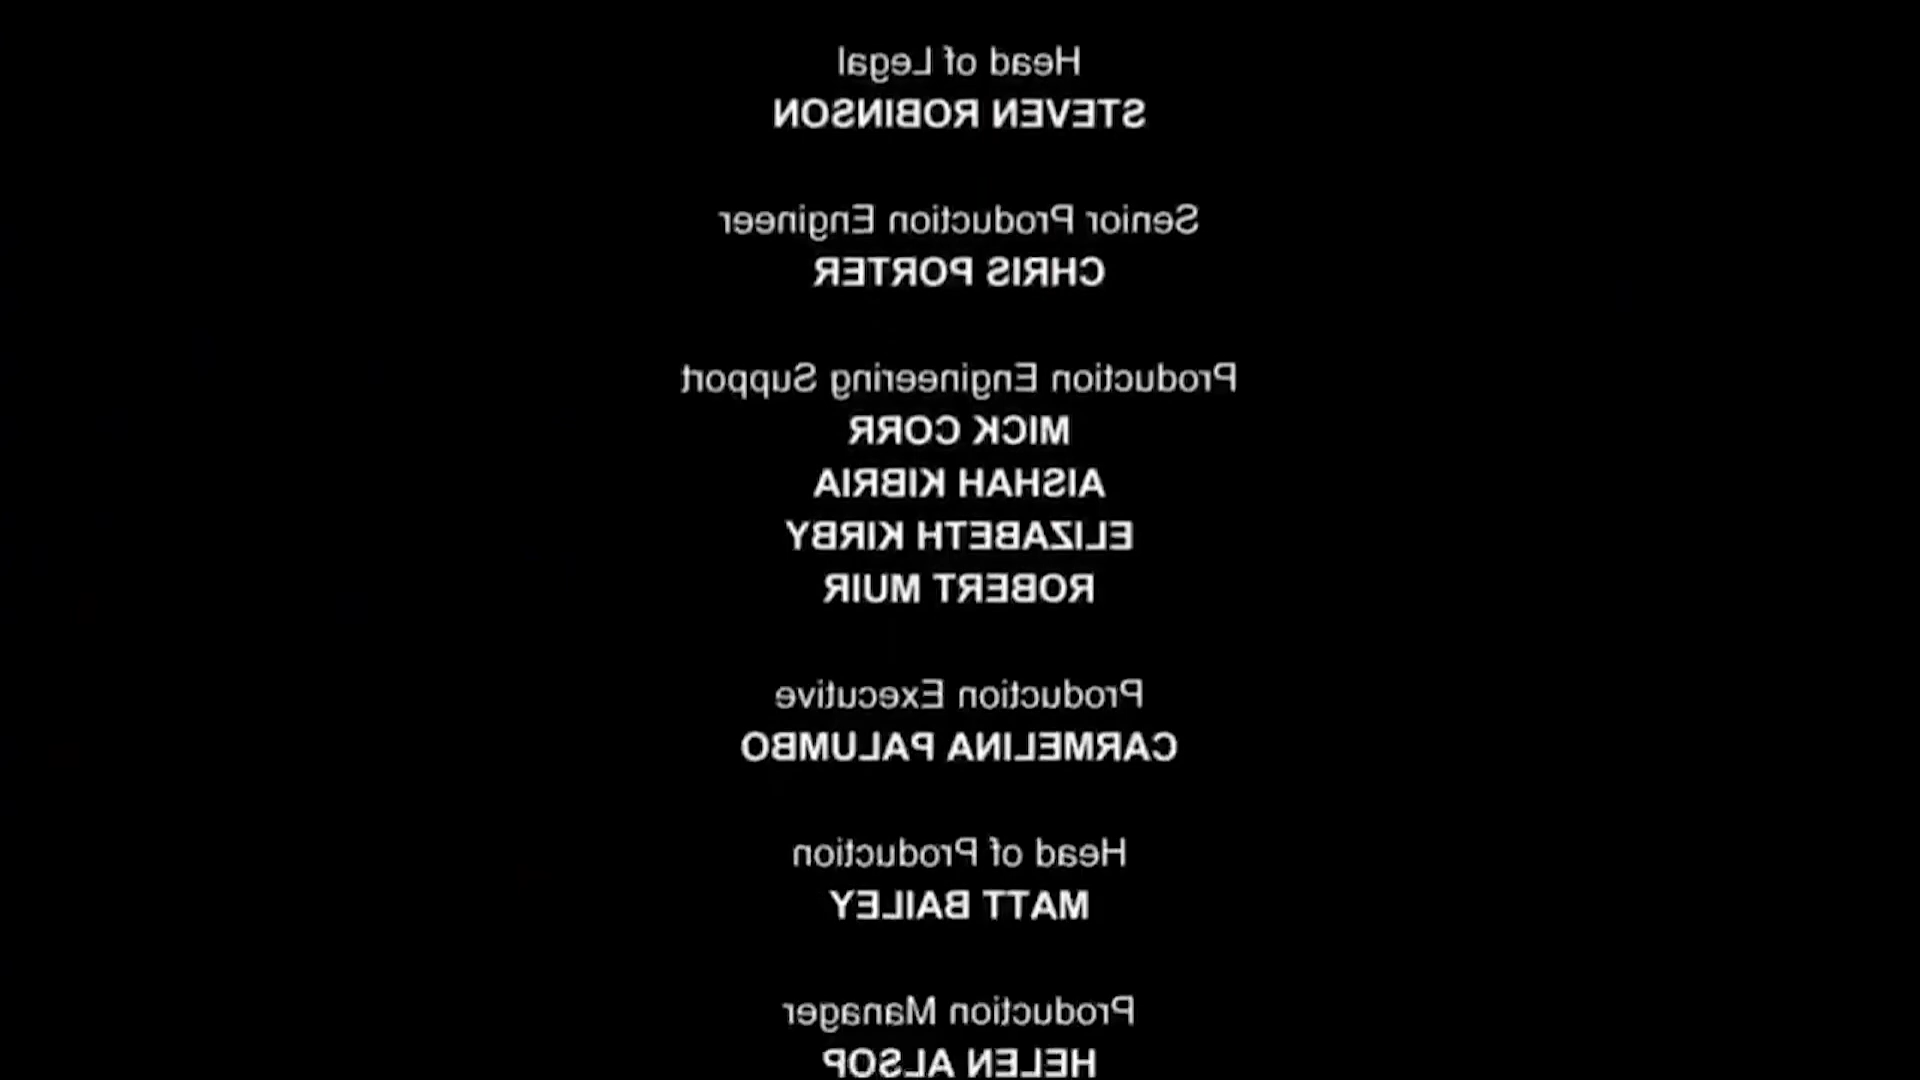 Head of Legal
STEVEN ROBINSON
Senior Production Engineer
CHRIS PORTER
Production Engineering Support
MICK CORR
AISHAH KIBRIA
ELIZABETH KIRBY
ROBERT MUIR
Production Executive
CARMELINA PALUMBO
Head of Production
MATT BAILEY
Production Manager
HELEN ALSOP